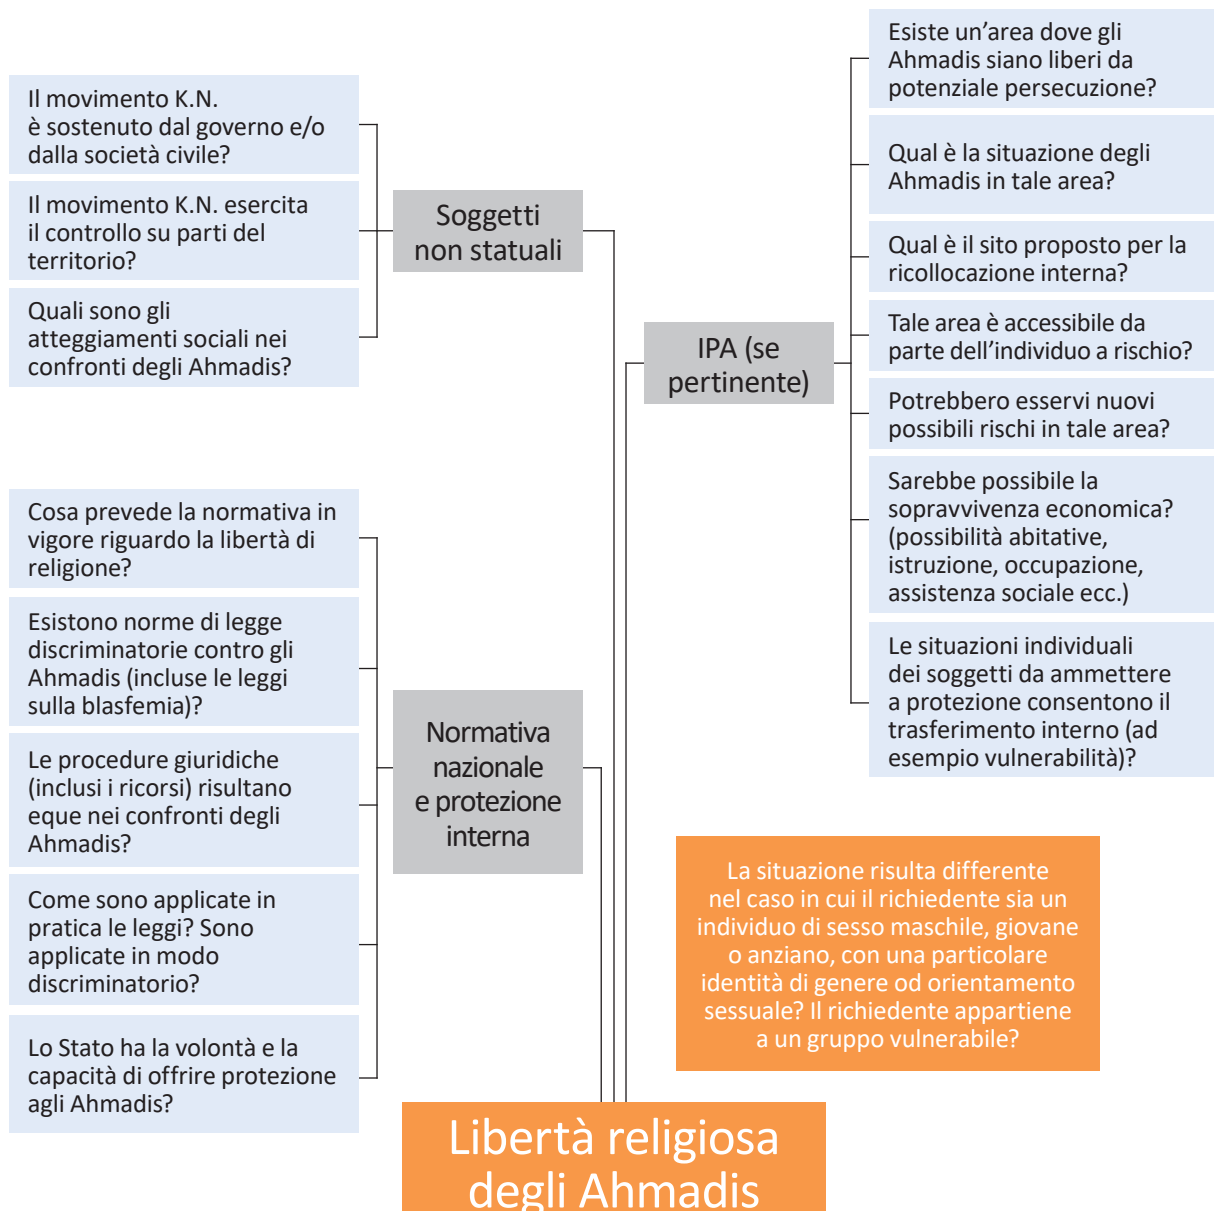 Il movimento K.N.
è sostenuto dal governo e/o
dalla società civile?
Il movimento K.N. esercita
il controllo su parti del
territorio?
Quali sono gli
atteggiamenti sociali nei
confronti degli Ahmadis?
Soggetti
non statuali
Esiste un’area dove gli
Ahmadis siano liberi da
potenziale persecuzione?
Qual è la situazione degli
Ahmadis in tale area?
Qual è il sito proposto per la
ricollocazione interna?
Tale area è accessibile da
parte dell’individuo a rischio?
Potrebbero esservi nuovi
possibili rischi in tale area?
Sarebbe possibile la
sopravvivenza economica?
(possibilità abitative,
istruzione, occupazione,
assistenza sociale ecc.)
Le situazioni individuali
dei soggetti da ammettere
a protezione consentono il
trasferimento interno (ad
esempio vulnerabilità)?
IPA (se
pertinente)
Cosa prevede la normativa in
vigore riguardo la libertà di
religione?
Esistono norme di legge
discriminatorie contro gli
Ahmadis (incluse le leggi
sulla blasfemia)?
Le procedure giuridiche
(inclusi i ricorsi) risultano
eque nei confronti degli
Ahmadis?
Come sono applicate in
pratica le leggi? Sono
applicate in modo
discriminatorio?
Lo Stato ha la volontà e la
capacità di offrire protezione
agli Ahmadis?
Normativa
nazionale
e protezione
interna
La situazione risulta differente
nel caso in cui il richiedente sia un
individuo di sesso maschile, giovane
o anziano, con una particolare
identità di genere od orientamento
sessuale? Il richiedente appartiene
a un gruppo vulnerabile?
Libertà religiosa
degli Ahmadis